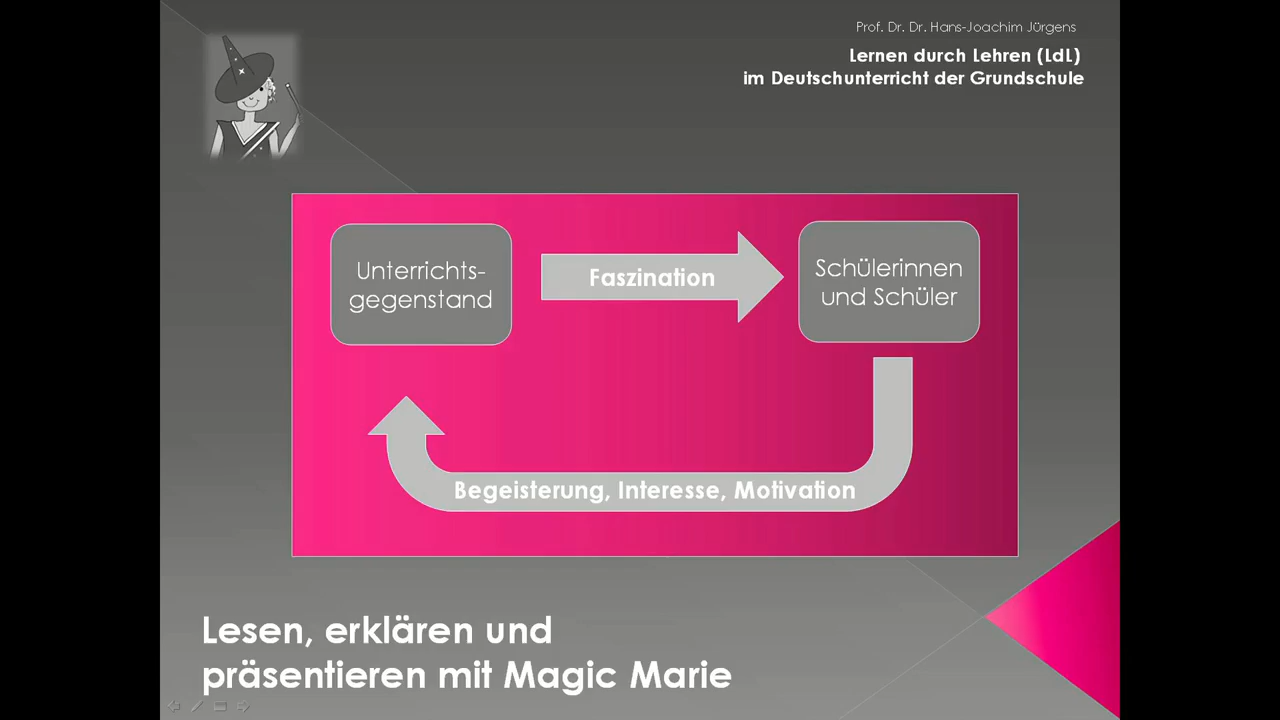 Prof. Dr. Dr. Hans-Joachim Jürgens
Lernen durch Lehren (LdL)
im Deutschunterricht der Grundschule
Unterrichts-
gegenstand
Faszination
Schülerinnen
und Schüler
Begeisterung, Interesse, Motivation
Lesen, erklären und
präsentieren mit Magic Marie